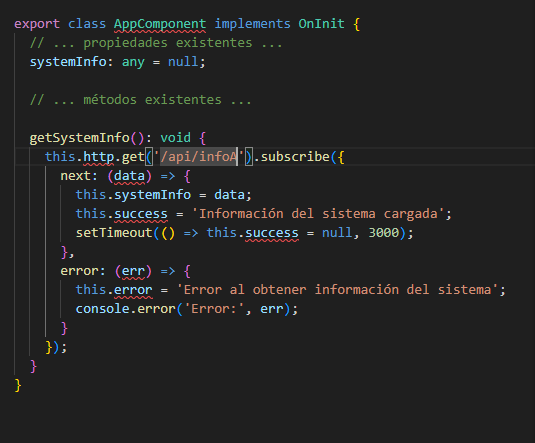 export class AppComponent implements OnInit {
// ... propiedades existentes ...
systemInfo: any = null;
// ... métodos existentes ...
getSystemInfo(): void {
this.http.get('/api/infoA').subscribe({
next: (data) => {
this.systemInfo = data;
this.success = 'Información del sistema cargada';
setTimeout(() => this.success = null, 3000);
},
error: (err) => {
this.error = 'Error al obtener información del sistema';
console.error('Error:', err);
}
});
}
}